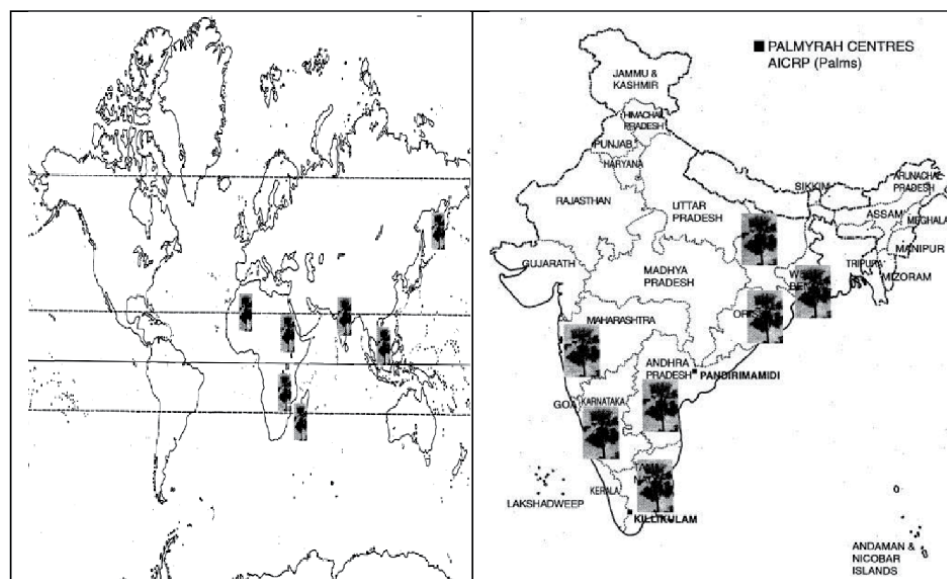 PALMYRAH CENTRES
AICRP (Palms)
JAMMU &
KASHMIR
HIMACHAL
PRADESH
PUNJAB
HARYANA
RAJASTHAN
UTTAR
PRADESH
SIKKIM
ARUNACHAL
PRADESH
ASSAM
MEGHALA
MANIPUR
TRIPURA
MIZORAM
GUJARATH
MADHYA
PRADESH
MAHARASHTRA
ANDHRA
PRADESH
PANDIRIMAMIDI
GOA
KARNATAKA
KERALA
LAKSHADWEEP
KILLIKULAM
ANDAMAN &
NICOBAR
ISLANDS